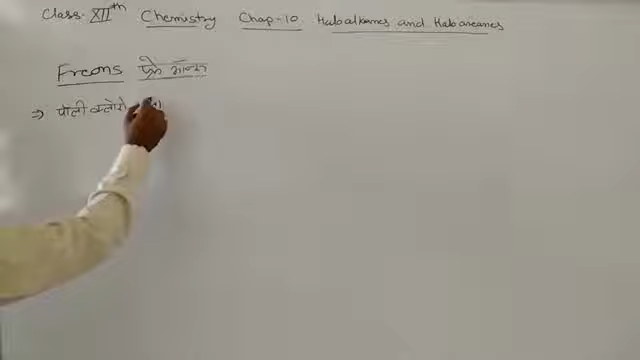 Class- XIIth Chemistry Chap-10 Haloalkanes and Haloarenes
Freons फ्रेऑन्स
⇒ पॉली क्लोरो